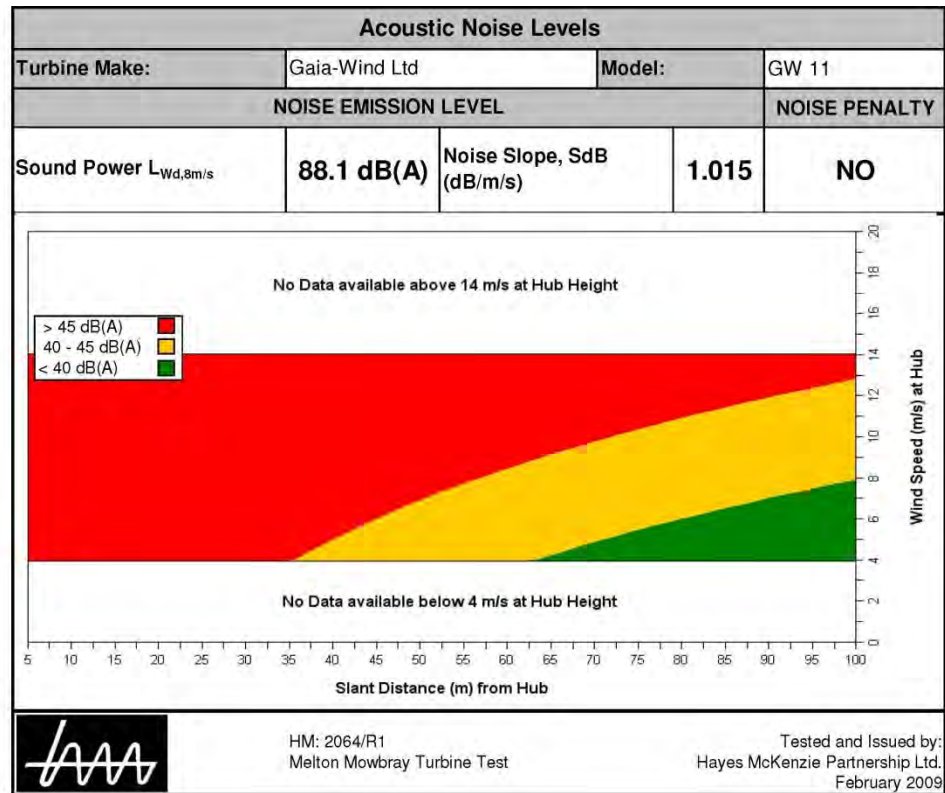 Acoustic Noise Levels
Turbine Make: Gaia-Wind Ltd Model: GW 11
NOISE EMISSION LEVEL NOISE PENALTY
Sound Power LWd,8m/s 88.1 dB(A) Noise Slope, SdB (dB/m/s) 1.015 NO
No Data available above 14 m/s at Hub Height
> 45 dB(A)
40 - 45 dB(A)
< 40 dB(A)
No Data available below 4 m/s at Hub Height
20
18
16
14
12
10
8
6
4
2
0
Wind Speed (m/s) at Hub
5 10 15 20 25 30 35 40 45 50 55 60 65 70 75 80 85 90 95 100
Slant Distance (m) from Hub
HM: 2064/R1
Melton Mowbray Turbine Test
Tested and Issued by:
Hayes McKenzie Partnership Ltd.
February 2009